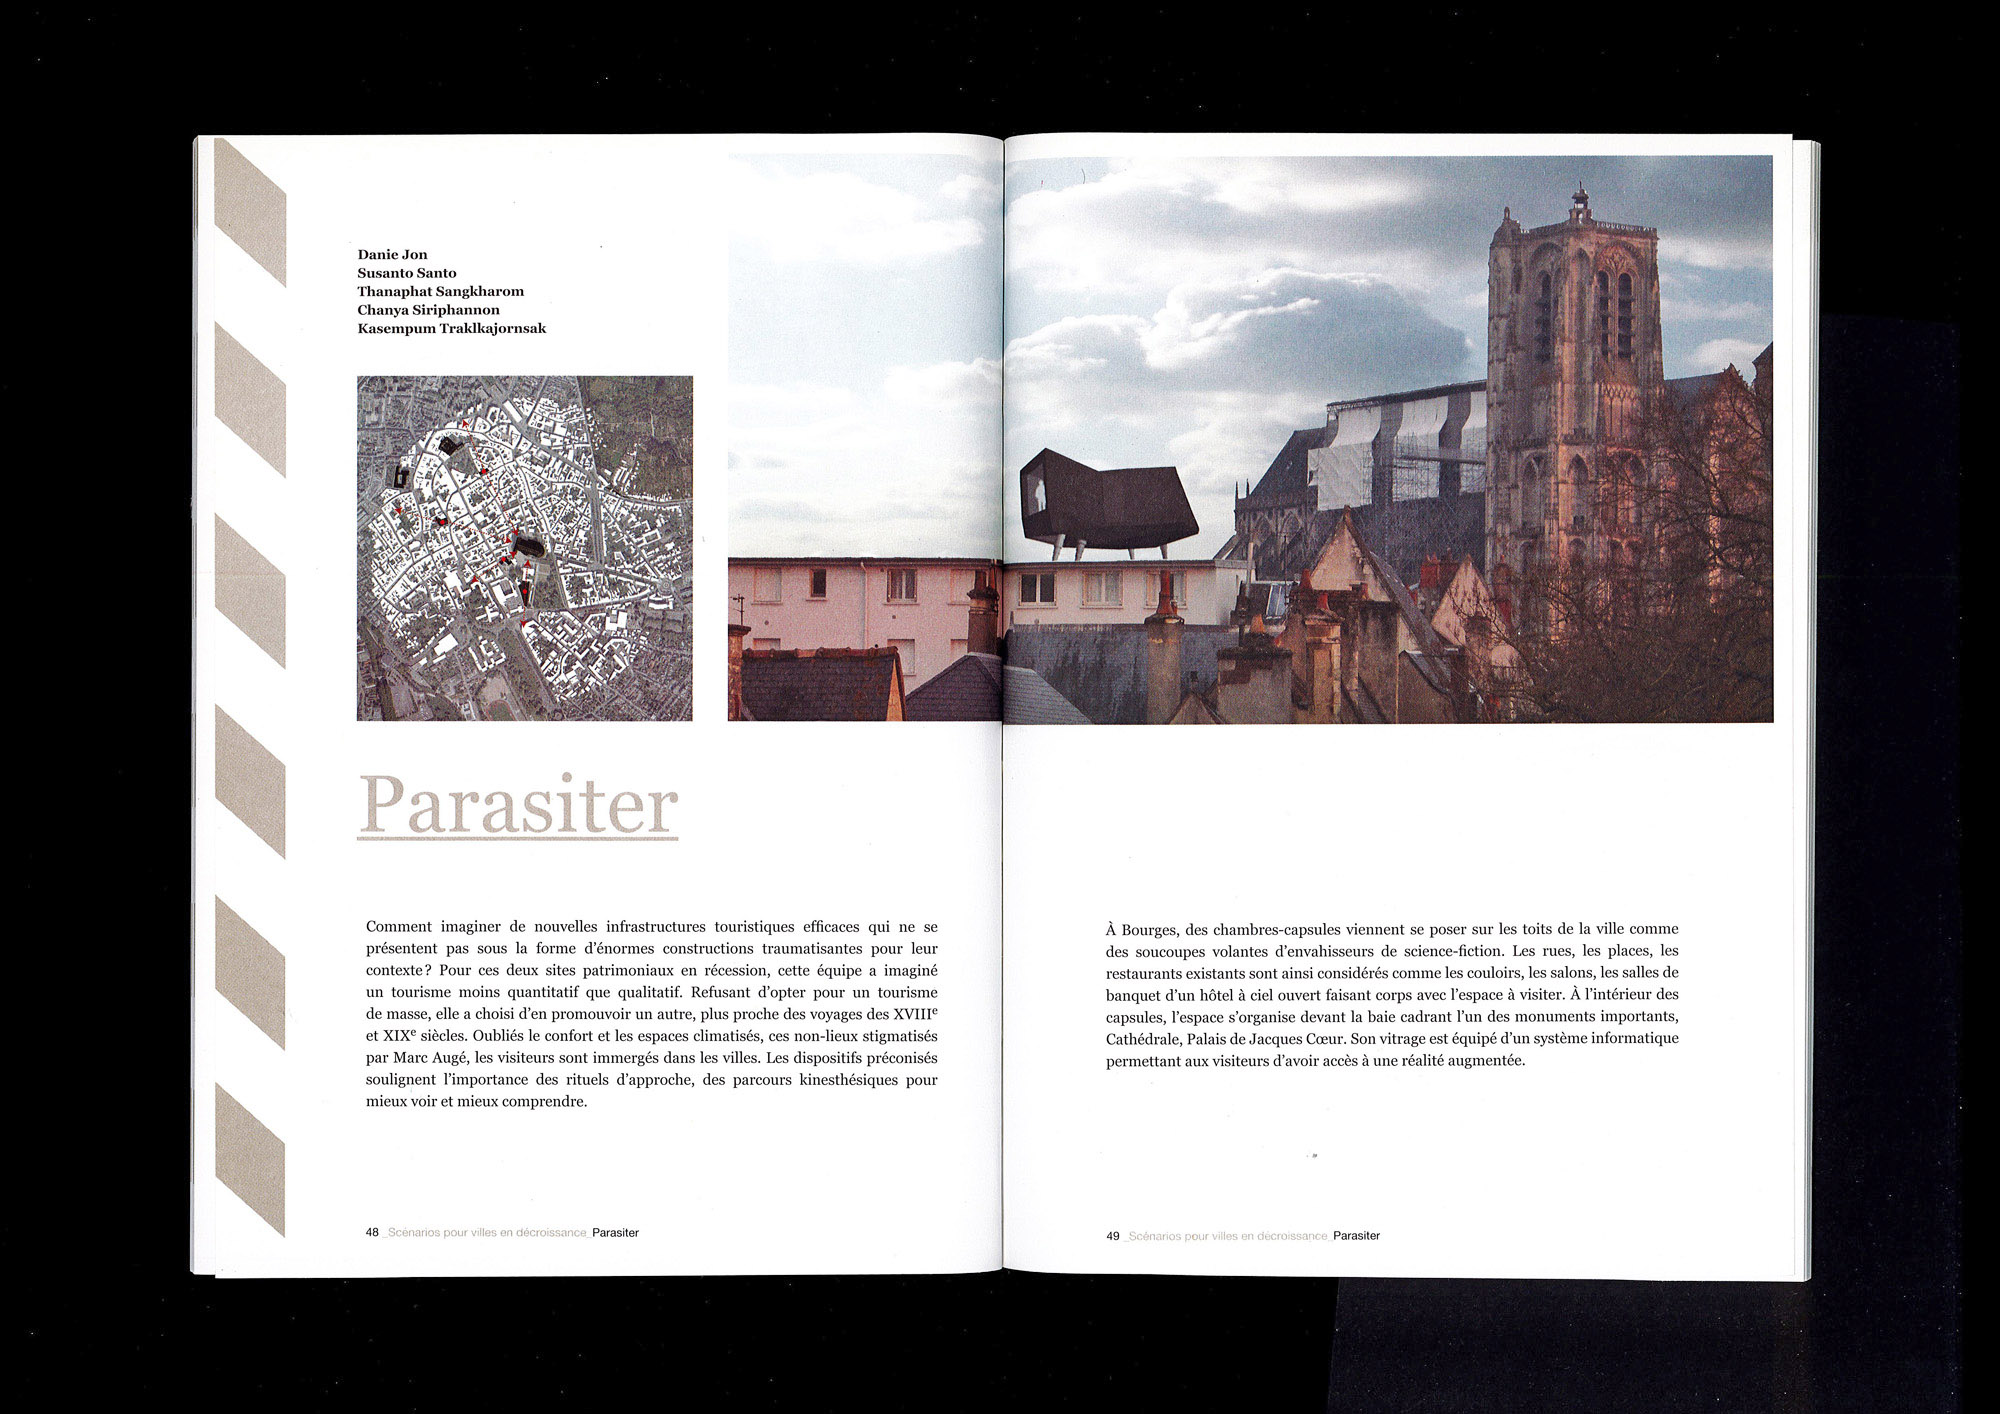 Danie Jon
Susanto Santo
Thanaphat Sangkharom
Chanya Siriphannon
Kasempum Traklkajornsak
Parasiter
Comment imaginer de nouvelles infrastructures touristiques efficaces qui ne se
présentent pas sous la forme d’énormes constructions traumatisantes pour leur
contexte ? Pour ces deux sites patrimoniaux en récession, cette équipe a imaginé
un tourisme moins quantitatif que qualitatif. Refusant d’opter pour un tourisme
de masse, elle a choisi d’en promouvoir un autre, plus proche des voyages des XVIIIe
et XIXe siècles. Oubliés le confort et les espaces climatisés, ces non-lieux stigmatisés
par Marc Augé, les visiteurs sont immergés dans les villes. Les dispositifs préconisés
soulignent l’importance des rituels d’approche, des parcours kinesthésiques pour
mieux voir et mieux comprendre.
48 _Scénarios pour villes en décroissance_Parasiter
À Bourges, des chambres-capsules viennent se poser sur les toits de la ville comme
des soucoupes volantes d’envahisseurs de science-fiction. Les rues, les places, les
restaurants existants sont ainsi considérés comme les couloirs, les salons, les salles de
banquet d’un hôtel à ciel ouvert faisant corps avec l’espace à visiter. À l’intérieur des
capsules, l’espace s’organise devant la baie cadrant l’un des monuments importants,
Cathédrale, Palais de Jacques Cœur. Son vitrage est équipé d’un système informatique
permettant aux visiteurs d’avoir accès à une réalité augmentée.
49 _Scénarios pour villes en décroissance_Parasiter